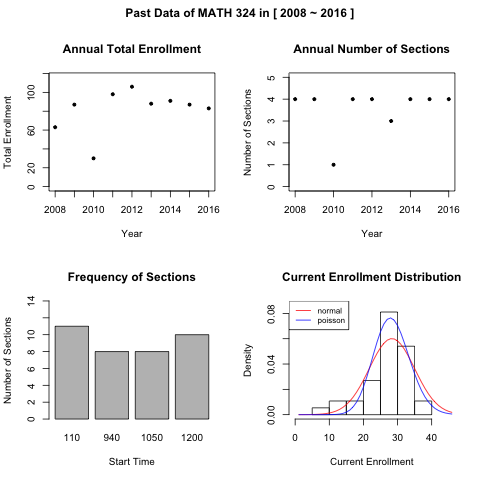 Past Data of MATH 324 in [ 2008 ~ 2016 ]
Annual Total Enrollment
Total Enrollment
0 20 60 100
2008 2010 2012 2014 2016
Year
Annual Number of Sections
Number of Sections
0 1 2 3 4 5
2008 2010 2012 2014 2016
Year
Frequency of Sections
Number of Sections
0 2 4 6 8 10 14
110 940 1050 1200
Start Time
Current Enrollment Distribution
normal
poisson
Density
0.00 0.04 0.08
0 10 20 30 40
Current Enrollment